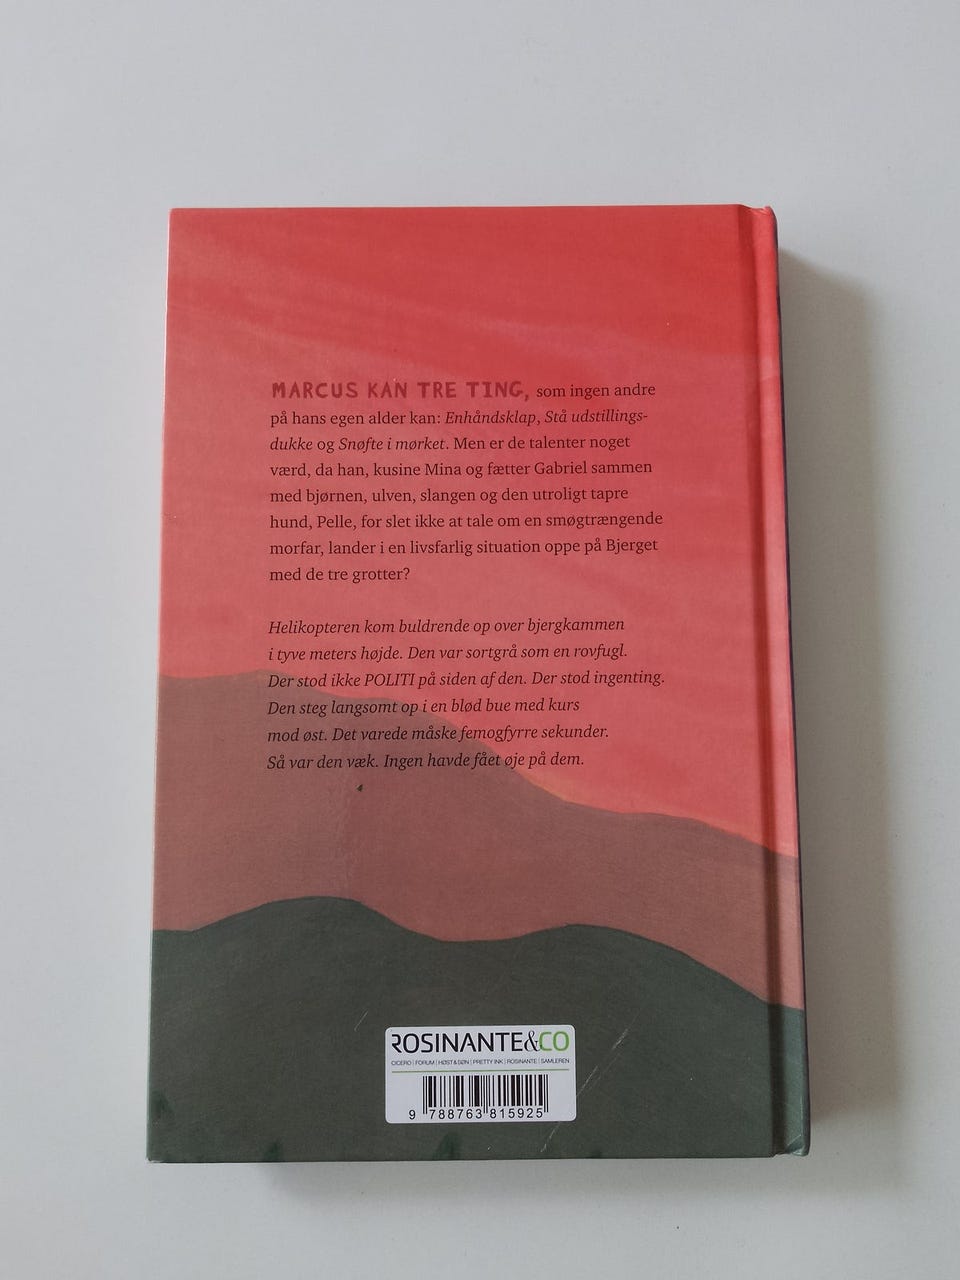 MARCUS KAN TRE TING, som ingen andre
på hans egen alder kan: Enhåndsklap, Stå udstillings-
dukke og Snøfte i mørket. Men er de talenter noget
værd, da han, kusine Mina og fætter Gabriel sammen
med bjørnen, ulven, slangen og den utroligt tapre
hund, Pelle, for slet ikke at tale om en smøgtrængende
morfar, lander i en livsfarlig situation oppe på Bjerget
med de tre grotter?
Helikopteren kom buldrende op over bjergkammen
i tyve meters højde. Den var sortgrå som en rovfugl.
Der stod ikke POLITI på siden af den. Der stod ingenting.
Den steg langsomt op i en blød bue med kurs
mod øst. Det varede måske femogfyrre sekunder.
Så var den væk. Ingen havde fået øje på dem.
ROSINANTE&CO
CICERO | FORUM | HØST & SØN | PRETTY INK | ROSINANTE | SAMLEREN
9 788763 815925